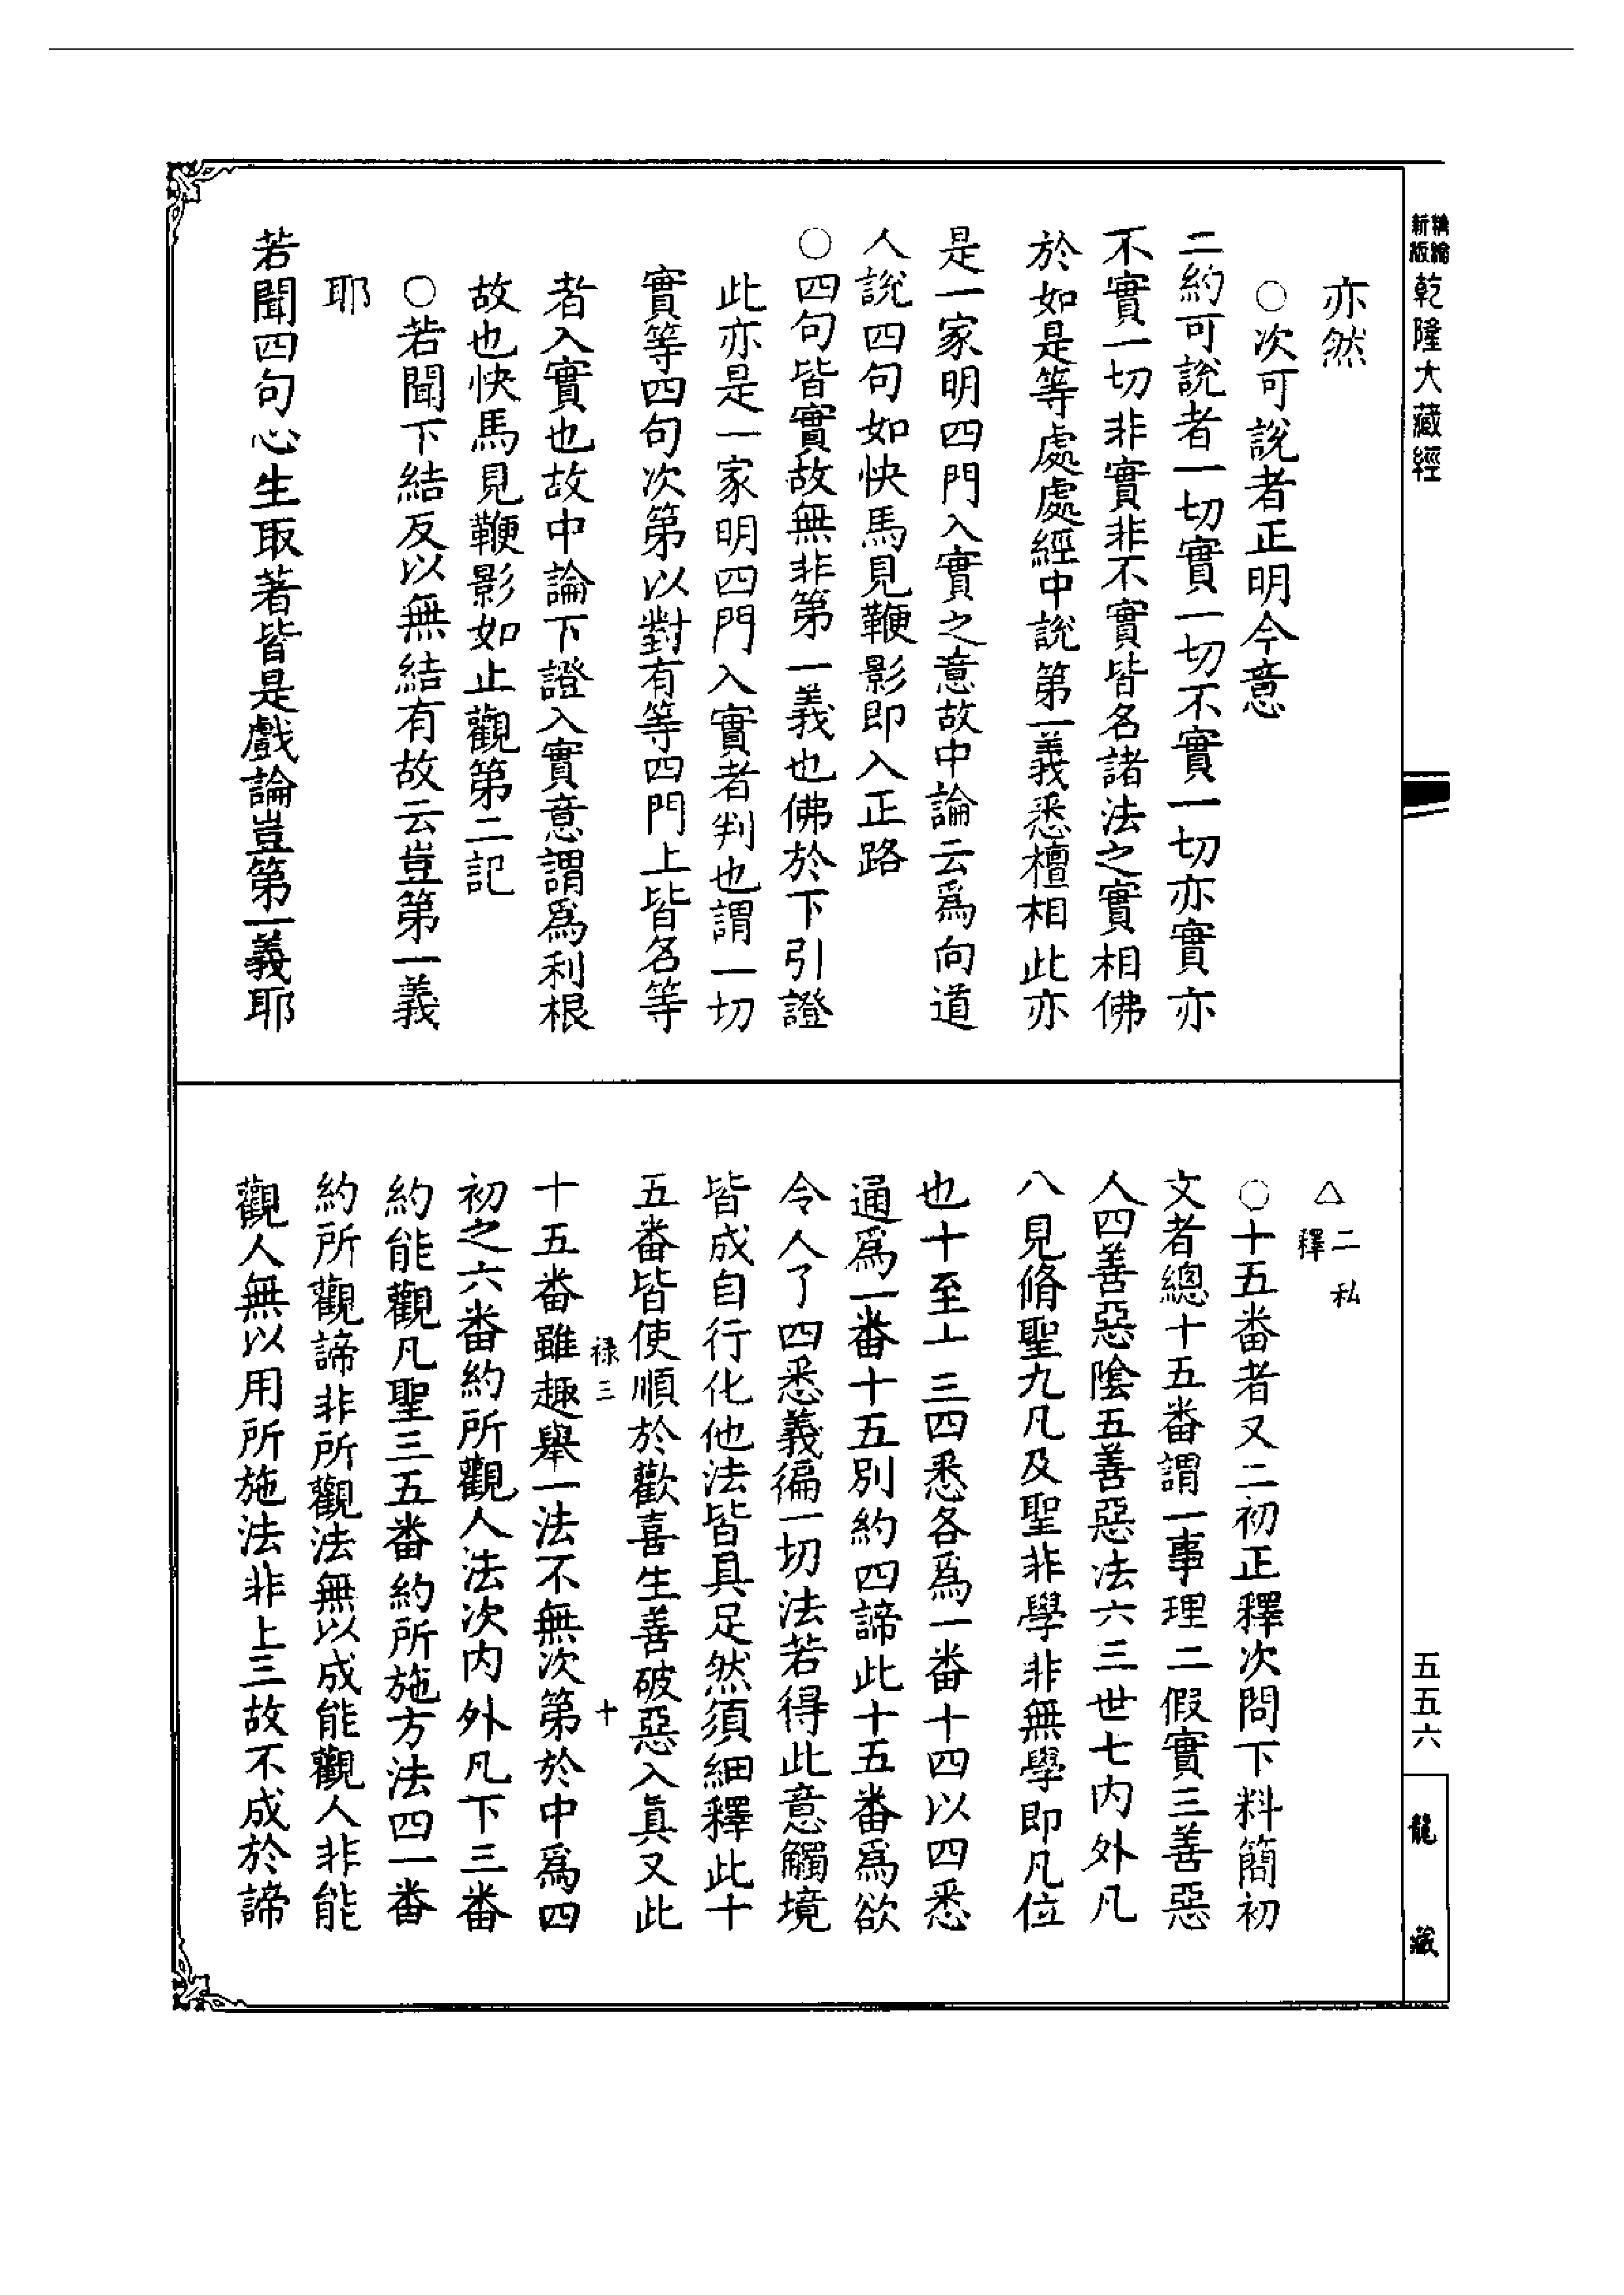 精編新版乾隆大藏經
亦然
○次可說者正明今意
二約可說者一切實一切不實一切亦實亦
不實一切非實非不實皆名諸法之實相佛
於如是等處處經中說第一義悉檀相此亦
是一家明四門入實之意故中論云爲向道
人說四句如快馬見鞭影即入正路
○四句皆實故無非第一義也佛於下引證
此亦是一家明四門入實者判也謂一切
實等四句次第以對有等四門上皆名等
者入實也故中論下證入實意謂爲利根
故也快馬見鞭影如止觀第二記
○若聞下結反以無結有故云豈第一義
耶
若聞四句心生取著皆是戲論豈第一義耶
△二私釋
○十五番者又二初正釋次問下料簡初
文者總十五番謂一事理二假實三善惡
人四善惡陰五善惡法六三世七内外凡
八見脩聖九凡及聖非學非無學即凡位
也十至十三四悉各爲一番十四以四悉
通爲一番十五別約四諦此十五番爲欲
令人了四悉義徧一切法若得此意觸境
皆成自行化他法皆具足然須細釋此十
五番皆使順於歡喜生善破惡入眞又此
祿三 十
十五番雖趣舉一法不無次第於中爲四
初之六番約所觀人法次内外凡下三番
約能觀凡聖三五番約所施方法四一番
約所觀諦非所觀法無以成能觀人非能
觀人無以用所施法非上三故不成於諦
五五六
龍藏